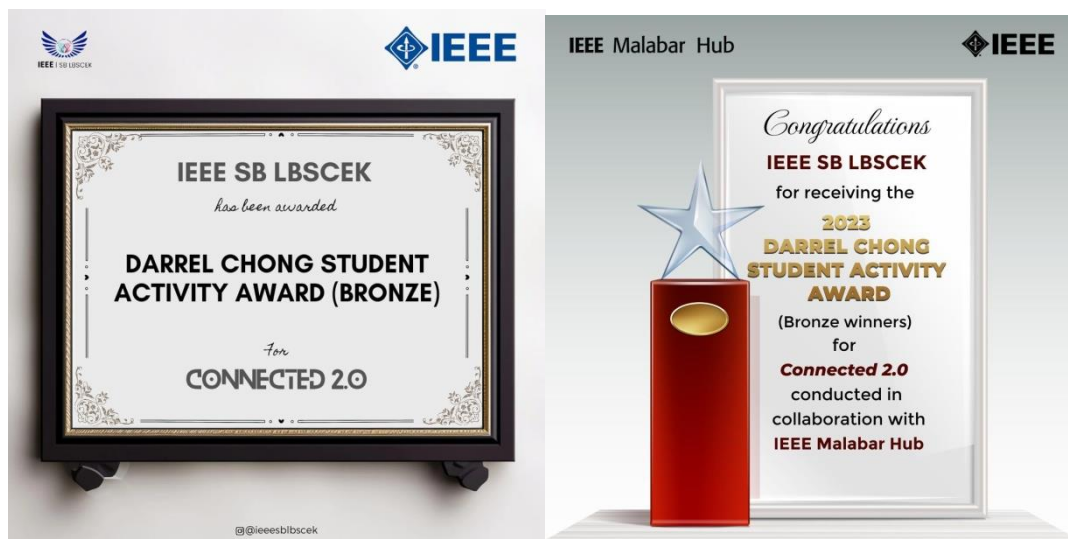 IEEE | SB LBSCEK
IEEE
IEEE SB LBSCEK
has been awarded
DARREL CHONG STUDENT
ACTIVITY AWARD (BRONZE)
For
CONNECTED 2.0
@ieeesblbscek
IEEE Malabar Hub
IEEE
Congratulations
IEEE SB LBSCEK
for receiving the
2023
DARREL CHONG
STUDENT ACTIVITY
AWARD
(Bronze winners)
for
Connected 2.0
conducted in
collaboration with
IEEE Malabar Hub